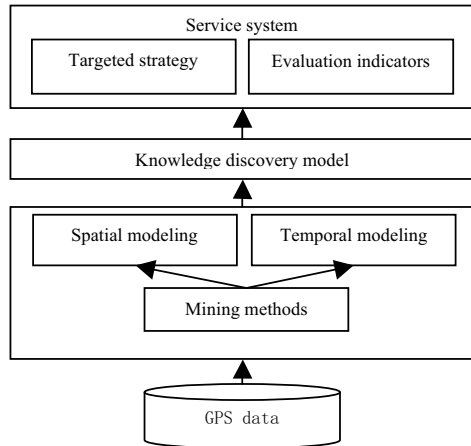 Service system
Targeted strategy
Evaluation indicators
Knowledge discovery model
Spatial modeling
Temporal modeling
Mining methods
GPS data